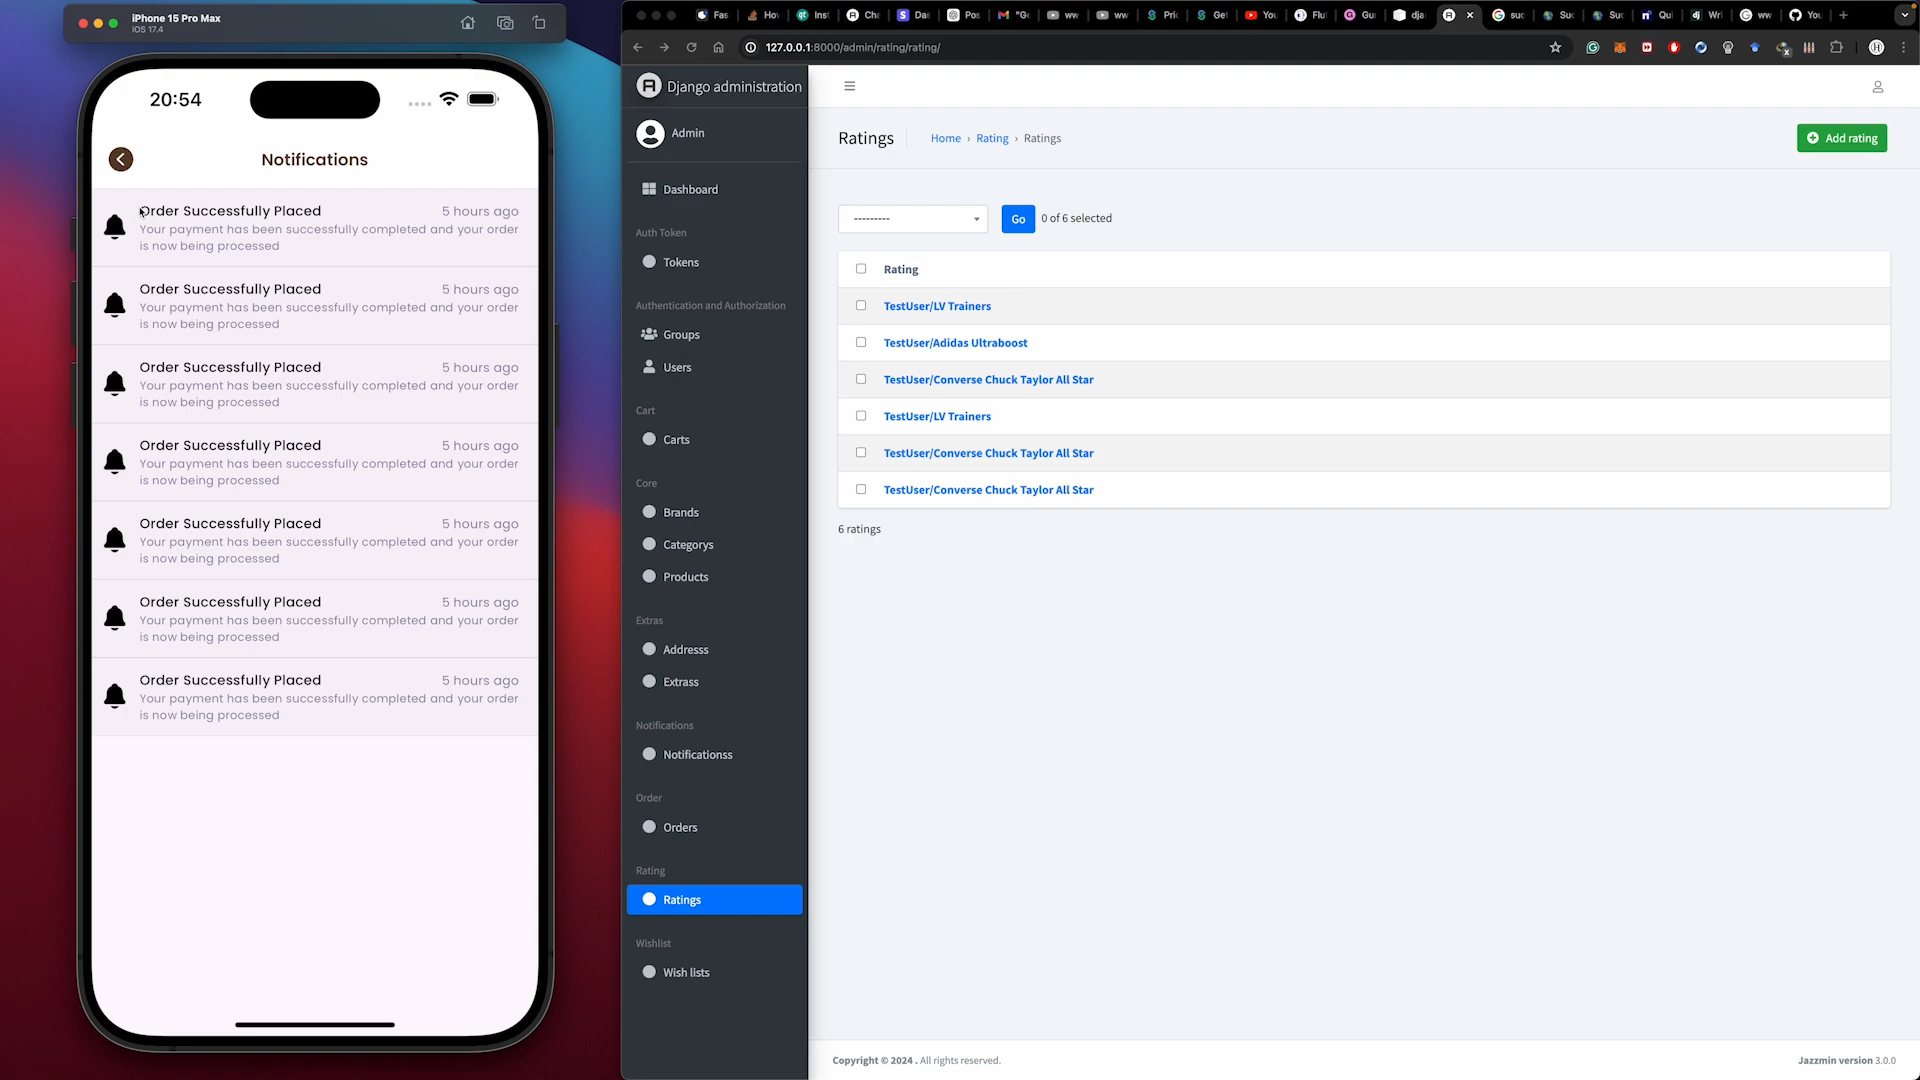 iPhone 15 Pro Max
iOS 17.4
20:54
Notifications
Order Successfully Placed 5 hours ago
Your payment has been successfully completed and your order
is now being processed
Order Successfully Placed 5 hours ago
Your payment has been successfully completed and your order
is now being processed
Order Successfully Placed 5 hours ago
Your payment has been successfully completed and your order
is now being processed
Order Successfully Placed 5 hours ago
Your payment has been successfully completed and your order
is now being processed
Order Successfully Placed 5 hours ago
Your payment has been successfully completed and your order
is now being processed
Order Successfully Placed 5 hours ago
Your payment has been successfully completed and your order
is now being processed
Order Successfully Placed 5 hours ago
Your payment has been successfully completed and your order
is now being processed
127.0.0.1:8000/admin/rating/rating/
Django administration
Admin
Dashboard
Auth Token
Tokens
Authentication and Authorization
Groups
Users
Cart
Carts
Core
Brands
Categorys
Products
Extras
Addresss
Extrass
Notifications
Notificationss
Order
Orders
Rating
Ratings
Wishlist
Wish lists
Ratings
Home › Rating › Ratings
Add rating
---------
Go
0 of 6 selected
Rating
TestUser/LV Trainers
TestUser/Adidas Ultraboost
TestUser/Converse Chuck Taylor All Star
TestUser/LV Trainers
TestUser/Converse Chuck Taylor All Star
TestUser/Converse Chuck Taylor All Star
6 ratings
Copyright © 2024 . All rights reserved.
Jazzmin version 3.0.0